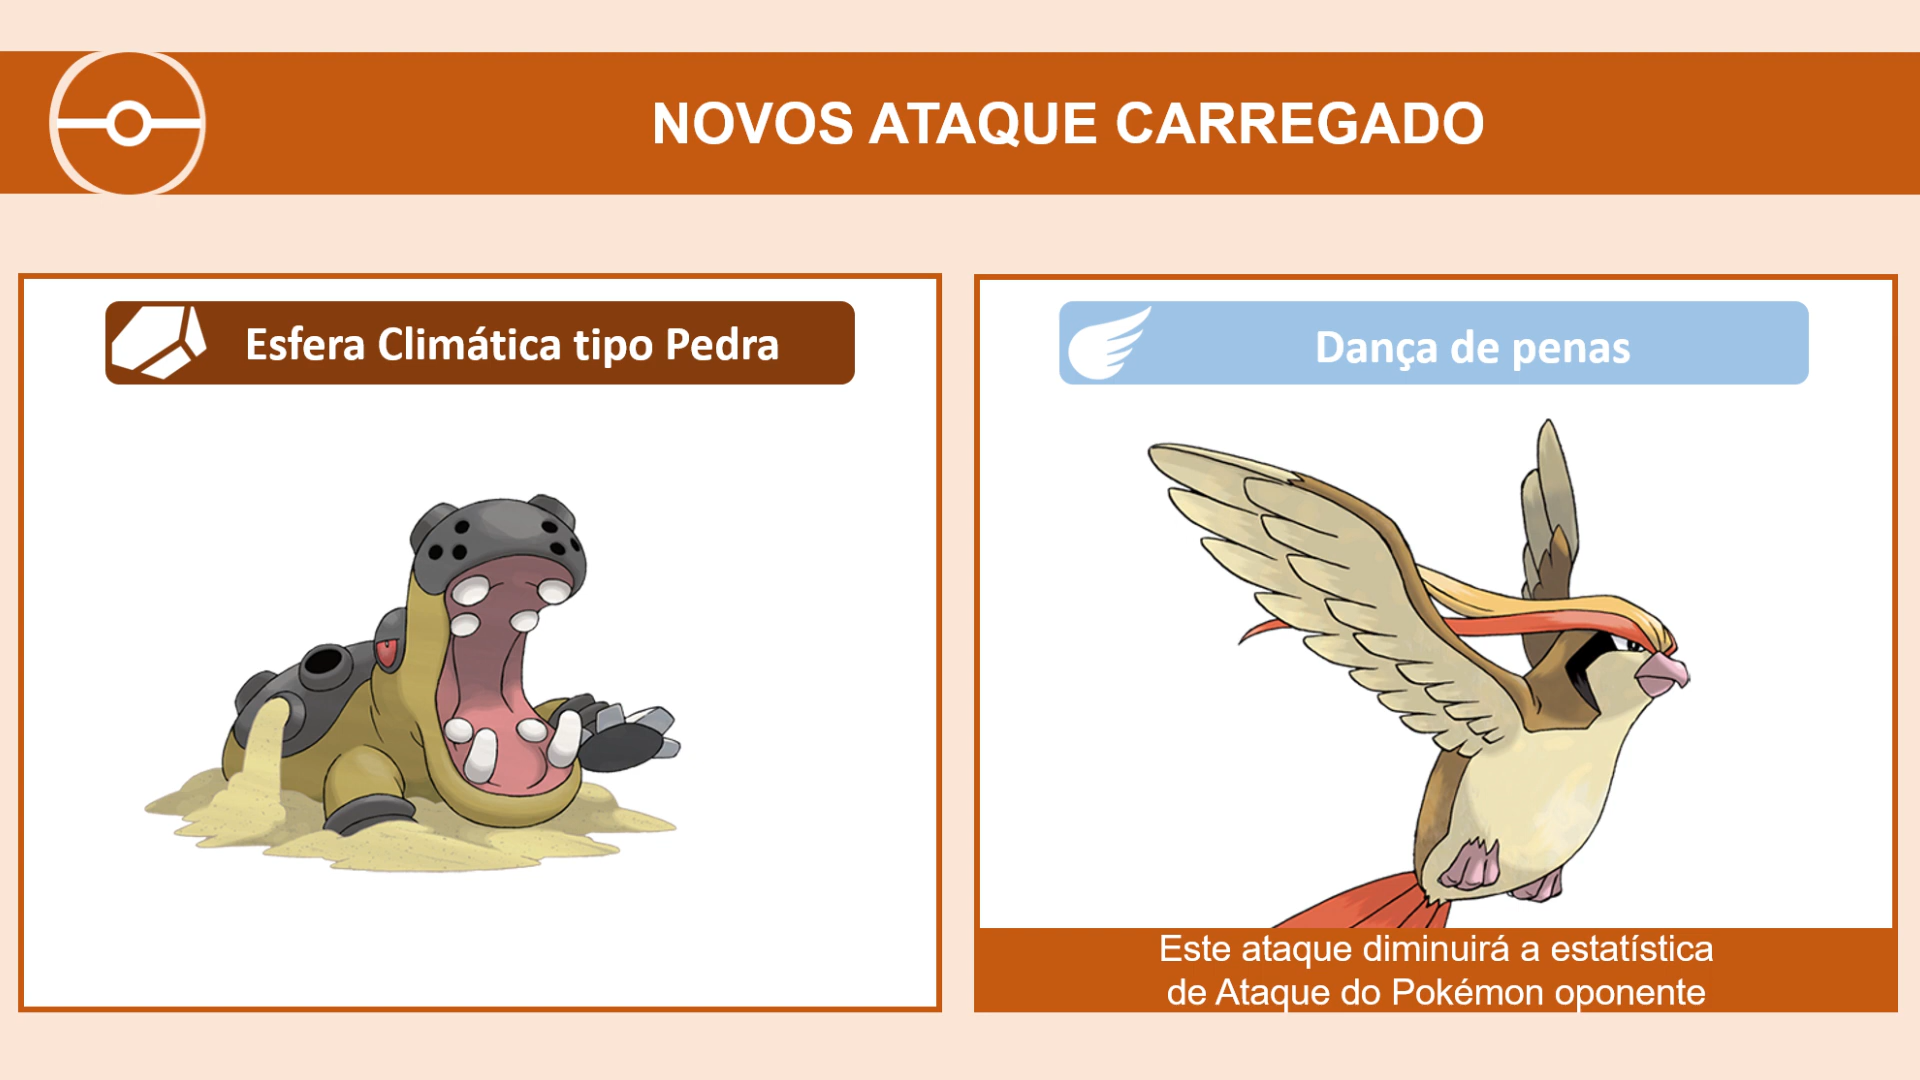 NOVOS ATAQUE CARREGADO
Esfera Climática tipo Pedra
Dança de penas
Este ataque diminuirá a estatística
de Ataque do Pokémon oponente